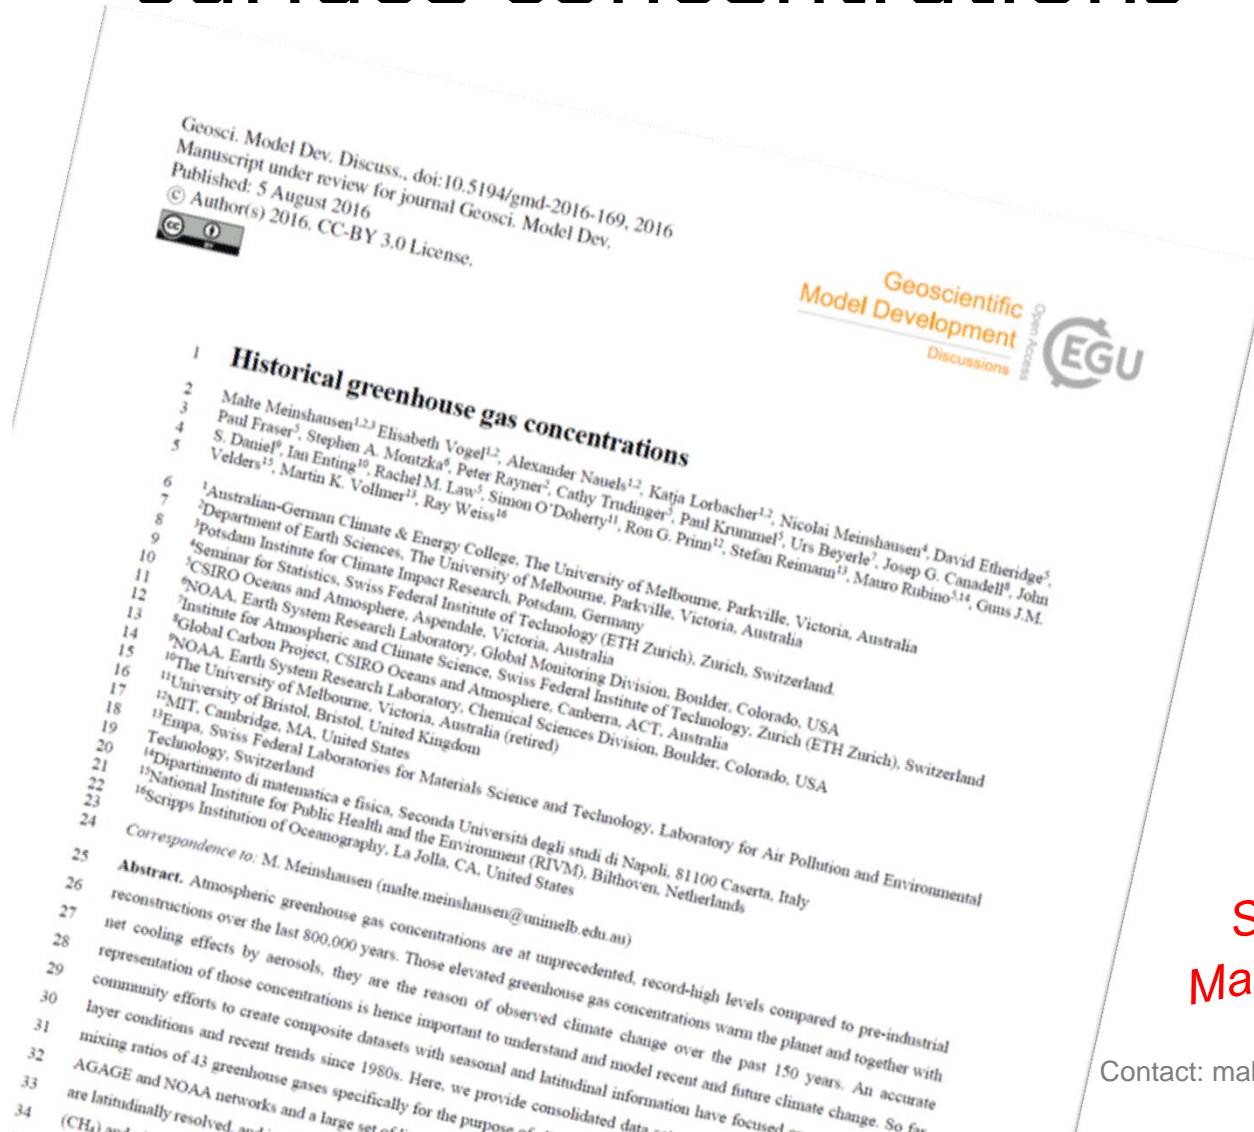 Geosci. Model Dev. Discuss., doi:10.5194/gmd-2016-169, 2016
Manuscript under review for journal Geosci. Model Dev.
Published: 5 August 2016
© Author(s) 2016. CC-BY 3.0 License.
cc
BY
Geoscientific
Model Development
Discussions
Open Access
EGU
1 Historical greenhouse gas concentrations
2 Malte Meinshausen1,2,3 Elisabeth Vogel1,2, Alexander Nauels1,2, Katja Lorbacher1,2, Nicolai Meinshausen4, David Etheridge5,
3 Paul Fraser5, Stephen A. Montzka6, Peter Rayner2, Cathy Trudinger5, Paul Krummel5, Urs Beyerle7, Josep G. Canadell8, John
4 S. Daniel9, Ian Enting10, Rachel M. Law5, Simon O'Doherty11, Ron G. Prinn12, Stefan Reimann13, Mauro Rubino5,14, Guus J.M.
5 Velders15, Martin K. Vollmer13, Ray Weiss16
6 1Australian-German Climate & Energy College, The University of Melbourne, Parkville, Victoria, Australia
7 2Department of Earth Sciences, The University of Melbourne, Parkville, Victoria, Australia
8 3Potsdam Institute for Climate Impact Research, Potsdam, Germany
9 4Seminar for Statistics, Swiss Federal Institute of Technology (ETH Zurich), Zurich, Switzerland.
10 5CSIRO Oceans and Atmosphere, Aspendale, Victoria, Australia
11 6NOAA, Earth System Research Laboratory, Global Monitoring Division, Boulder, Colorado, USA
12 7Institute for Atmospheric and Climate Science, Swiss Federal Institute of Technology, Zurich (ETH Zurich), Switzerland
13 8Global Carbon Project, CSIRO Oceans and Atmosphere, Canberra, ACT, Australia
14 9NOAA, Earth System Research Laboratory, Chemical Sciences Division, Boulder, Colorado, USA
15 10The University of Melbourne, Victoria, Australia (retired)
16 11University of Bristol, Bristol, United Kingdom
17 12MIT, Cambridge, MA, United States
18 13Empa, Swiss Federal Laboratories for Materials Science and Technology, Laboratory for Air Pollution and Environmental
19 Technology, Switzerland
20 14Dipartimento di matematica e fisica, Seconda Università degli studi di Napoli, 81100 Caserta, Italy
21 15National Institute for Public Health and the Environment (RIVM), Bilthoven, Netherlands
22 16Scripps Institution of Oceanography, La Jolla, CA, United States
23
24 Correspondence to: M. Meinshausen (malte.meinshausen@unimelb.edu.au)
25 Abstract. Atmospheric greenhouse gas concentrations are at unprecedented, record-high levels compared to pre-industrial
26 reconstructions over the last 800,000 years. Those elevated greenhouse gas concentrations warm the planet and together with
27 net cooling effects by aerosols, they are the reason of observed climate change over the past 150 years. An accurate
28 representation of those concentrations is hence important to understand and model recent and future climate change. So far
29 community efforts to create composite datasets with seasonal and latitudinal information have focused
30 layer conditions and recent trends since 1980s. Here, we provide consolidated data
31 mixing ratios of 43 greenhouse gases specifically for the purpose of
32 AGAGE and NOAA networks and a large set of
33 are latitudinally resolved, and
34 (CH4) and
S
Ma
Contact: mal